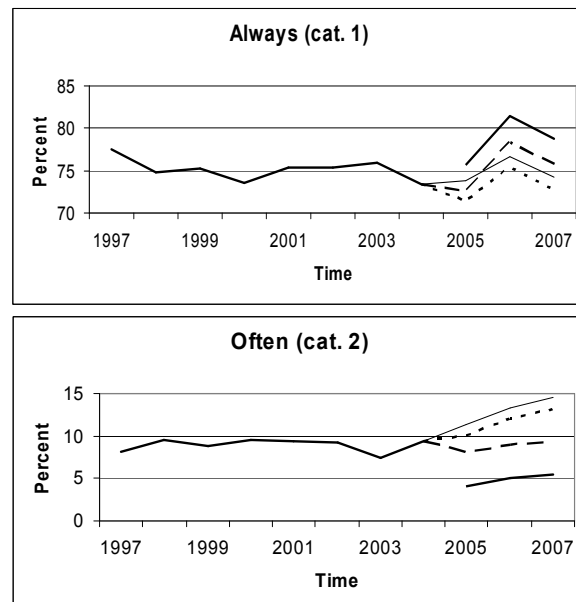 Always (cat. 1)
85
80
75
70
Percent
1997 1999 2001 2003 2005 2007
Time
Often (cat. 2)
15
10
5
0
Percent
1997 1999 2001 2003 2005 2007
Time